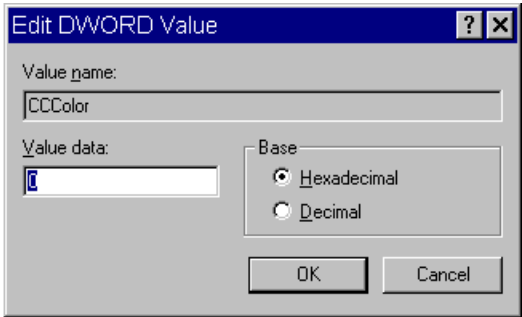 Edit DWORD Value
Value name:
CCColor
Value data:
0
Base
Hexadecimal
Decimal
OK
Cancel